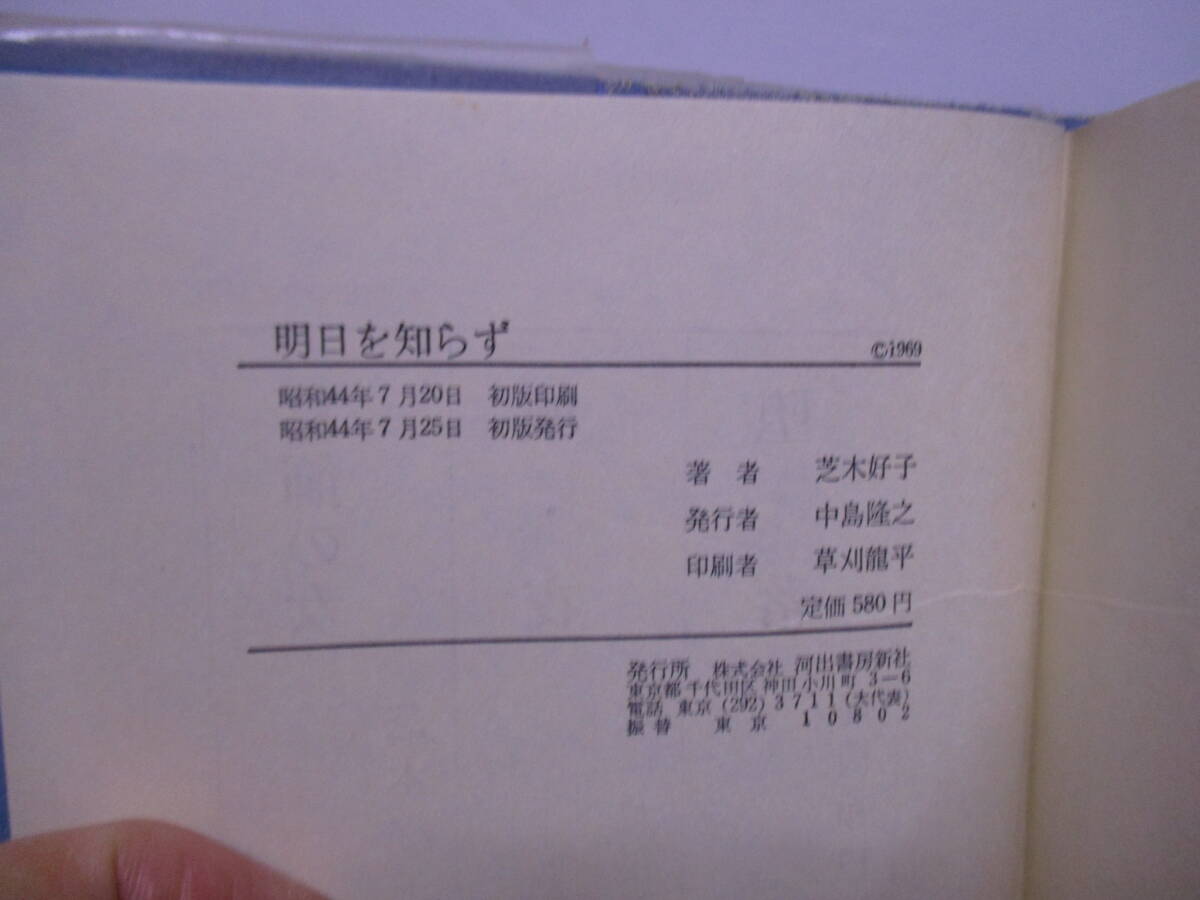 明日を知らず ©1969
昭和44年7月20日 初版印刷
昭和44年7月25日 初版発行
著者 芝木好子
発行者 中島隆之
印刷者 草刈龍平
定価580円
発行所 株式会社 河出書房新社
東京都千代田区神田小川町3−6
電話 東京(292)3711(大代表)
振替 東京 10802